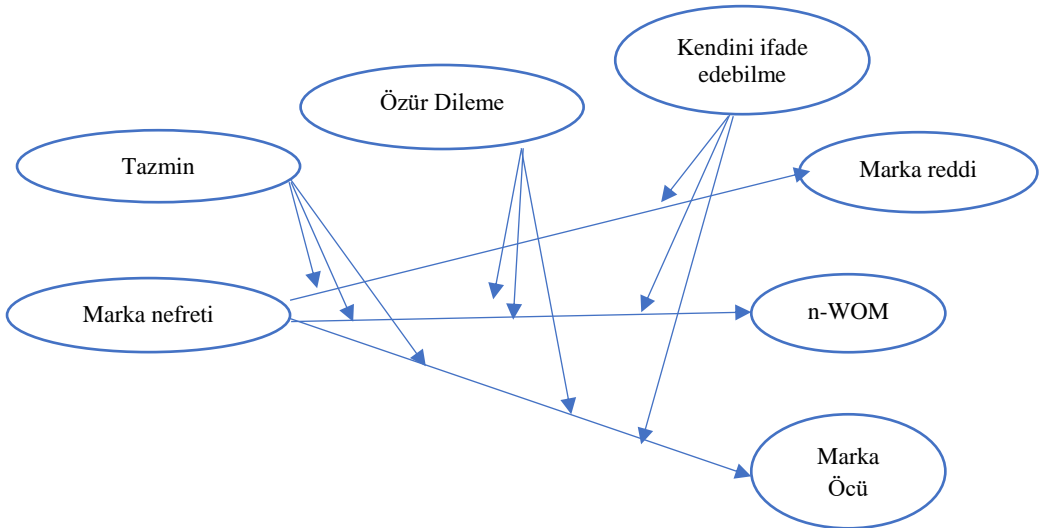 Kendini ifade
edebilme
Özür Dileme
Tazmin
Marka reddi
Marka nefreti
n-WOM
Marka
Öcü